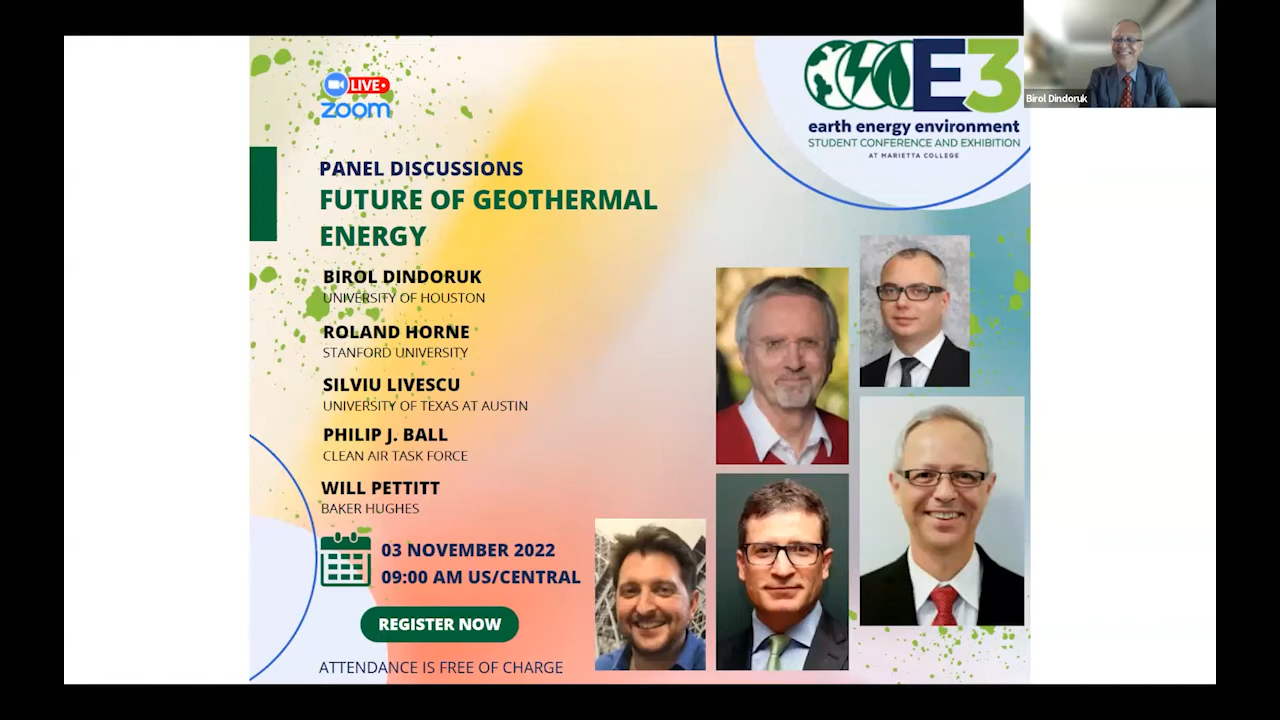 LIVE
zoom
E3
earth energy environment
STUDENT CONFERENCE AND EXHIBITION
AT MARIETTA COLLEGE
Birol Dindoruk
PANEL DISCUSSIONS
FUTURE OF GEOTHERMAL
ENERGY
BIROL DINDORUK
UNIVERSITY OF HOUSTON
ROLAND HORNE
STANFORD UNIVERSITY
SILVIU LIVESCU
UNIVERSITY OF TEXAS AT AUSTIN
PHILIP J. BALL
CLEAN AIR TASK FORCE
WILL PETTITT
BAKER HUGHES
03 NOVEMBER 2022
09:00 AM US/CENTRAL
REGISTER NOW
ATTENDANCE IS FREE OF CHARGE